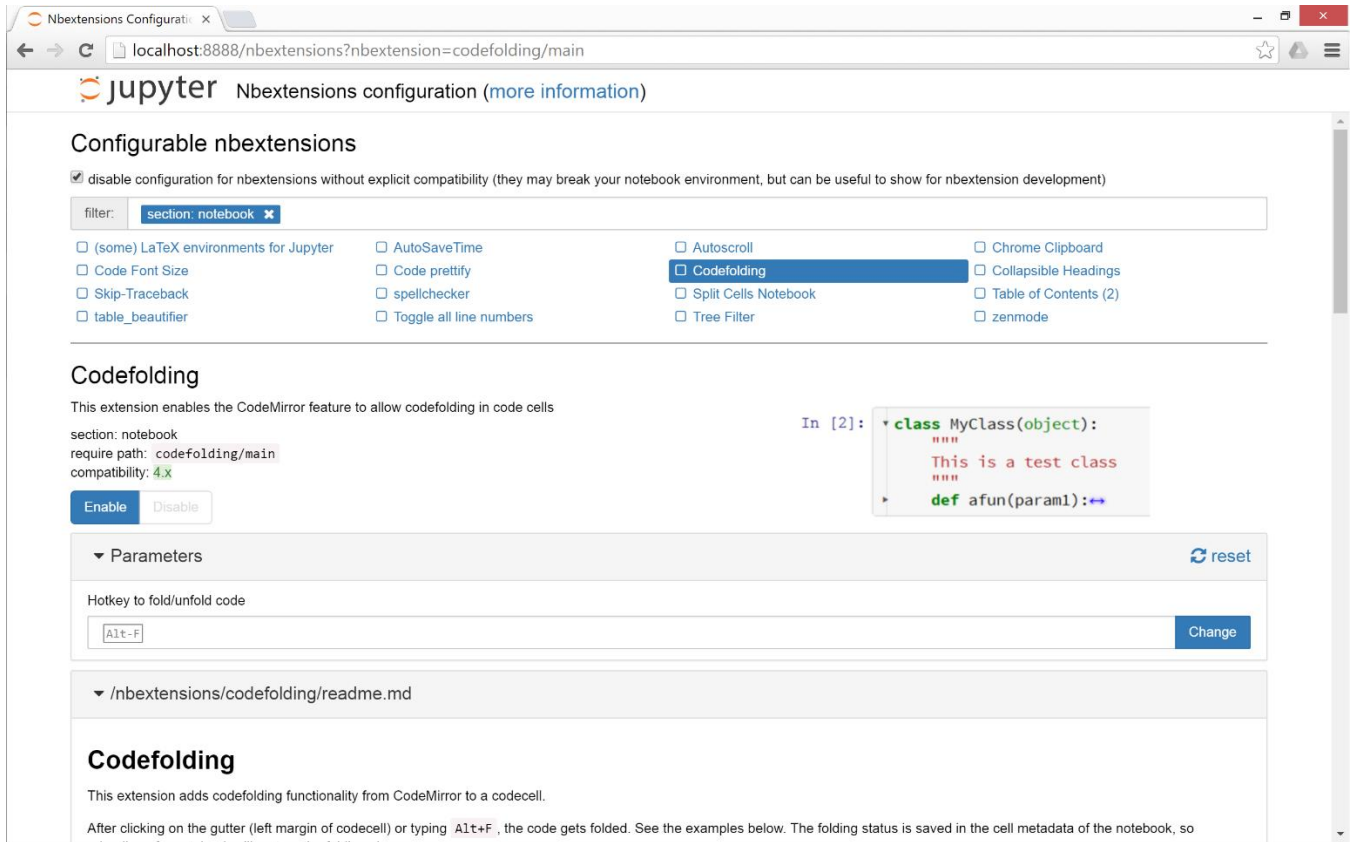 Nbextensions Configuratio
localhost:8888/nbextensions?nbextension=codefolding/main
jupyter Nbextensions configuration (more information)
Configurable nbextensions
disable configuration for nbextensions without explicit compatibility (they may break your notebook environment, but can be useful to show for nbextension development)
filter: section: notebook
(some) LaTeX environments for Jupyter AutoSaveTime Autoscroll Chrome Clipboard
Code Font Size Code prettify Codefolding Collapsible Headings
Skip-Traceback spellchecker Split Cells Notebook Table of Contents (2)
table_beautifier Toggle all line numbers Tree Filter zenmode
Codefolding
This extension enables the CodeMirror feature to allow codefolding in code cells
section: notebook
require path: codefolding/main
compatibility: 4.x
Enable Disable
In [2]: class MyClass(object):
"""
This is a test class
"""
def afun(param1):↔
Parameters reset
Hotkey to fold/unfold code
Alt-F Change
/nbextensions/codefolding/readme.md
Codefolding
This extension adds codefolding functionality from CodeMirror to a codecell.
After clicking on the gutter (left margin of codecell) or typing Alt+F , the code gets folded. See the examples below. The folding status is saved in the cell metadata of the notebook, so